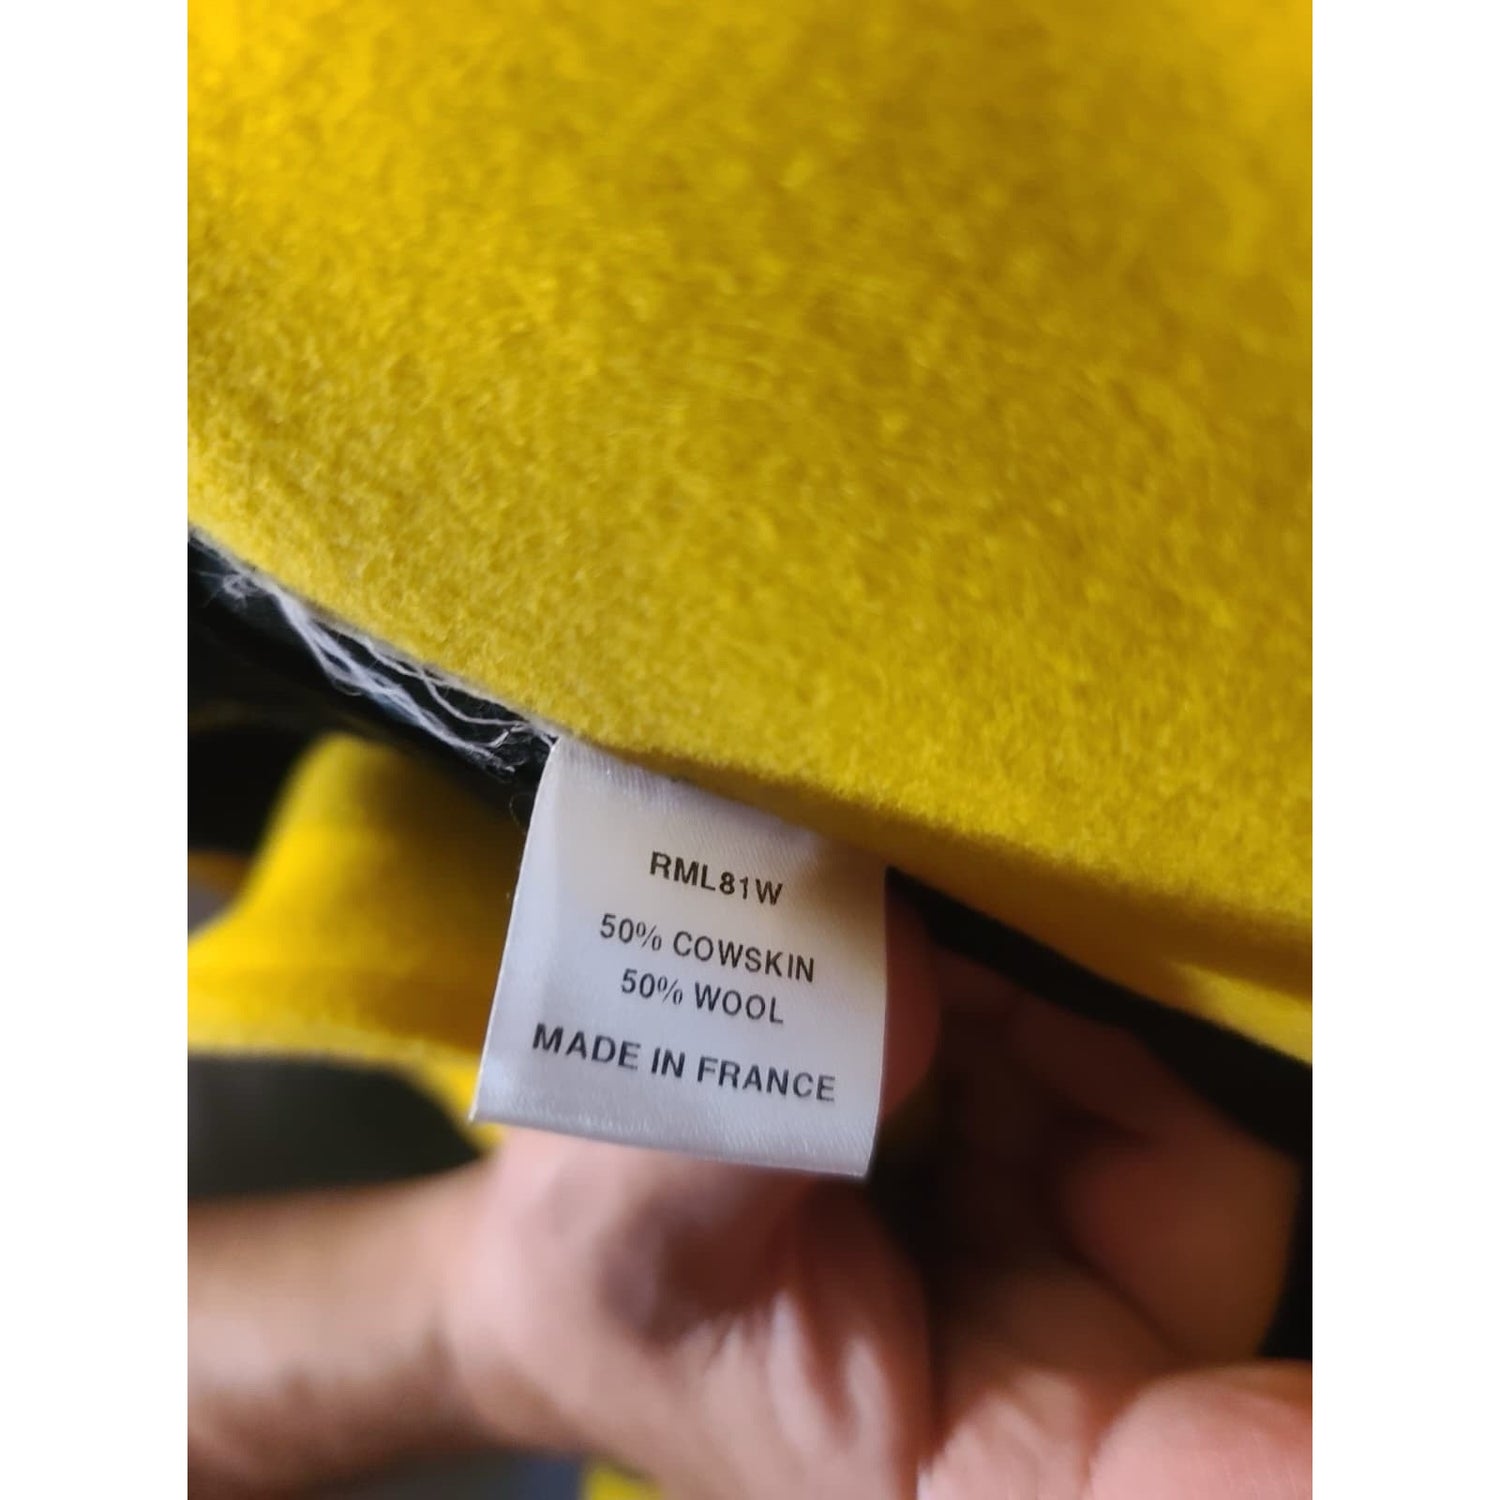 RML81W
50% COWSKIN
50% WOOL
MADE IN FRANCE